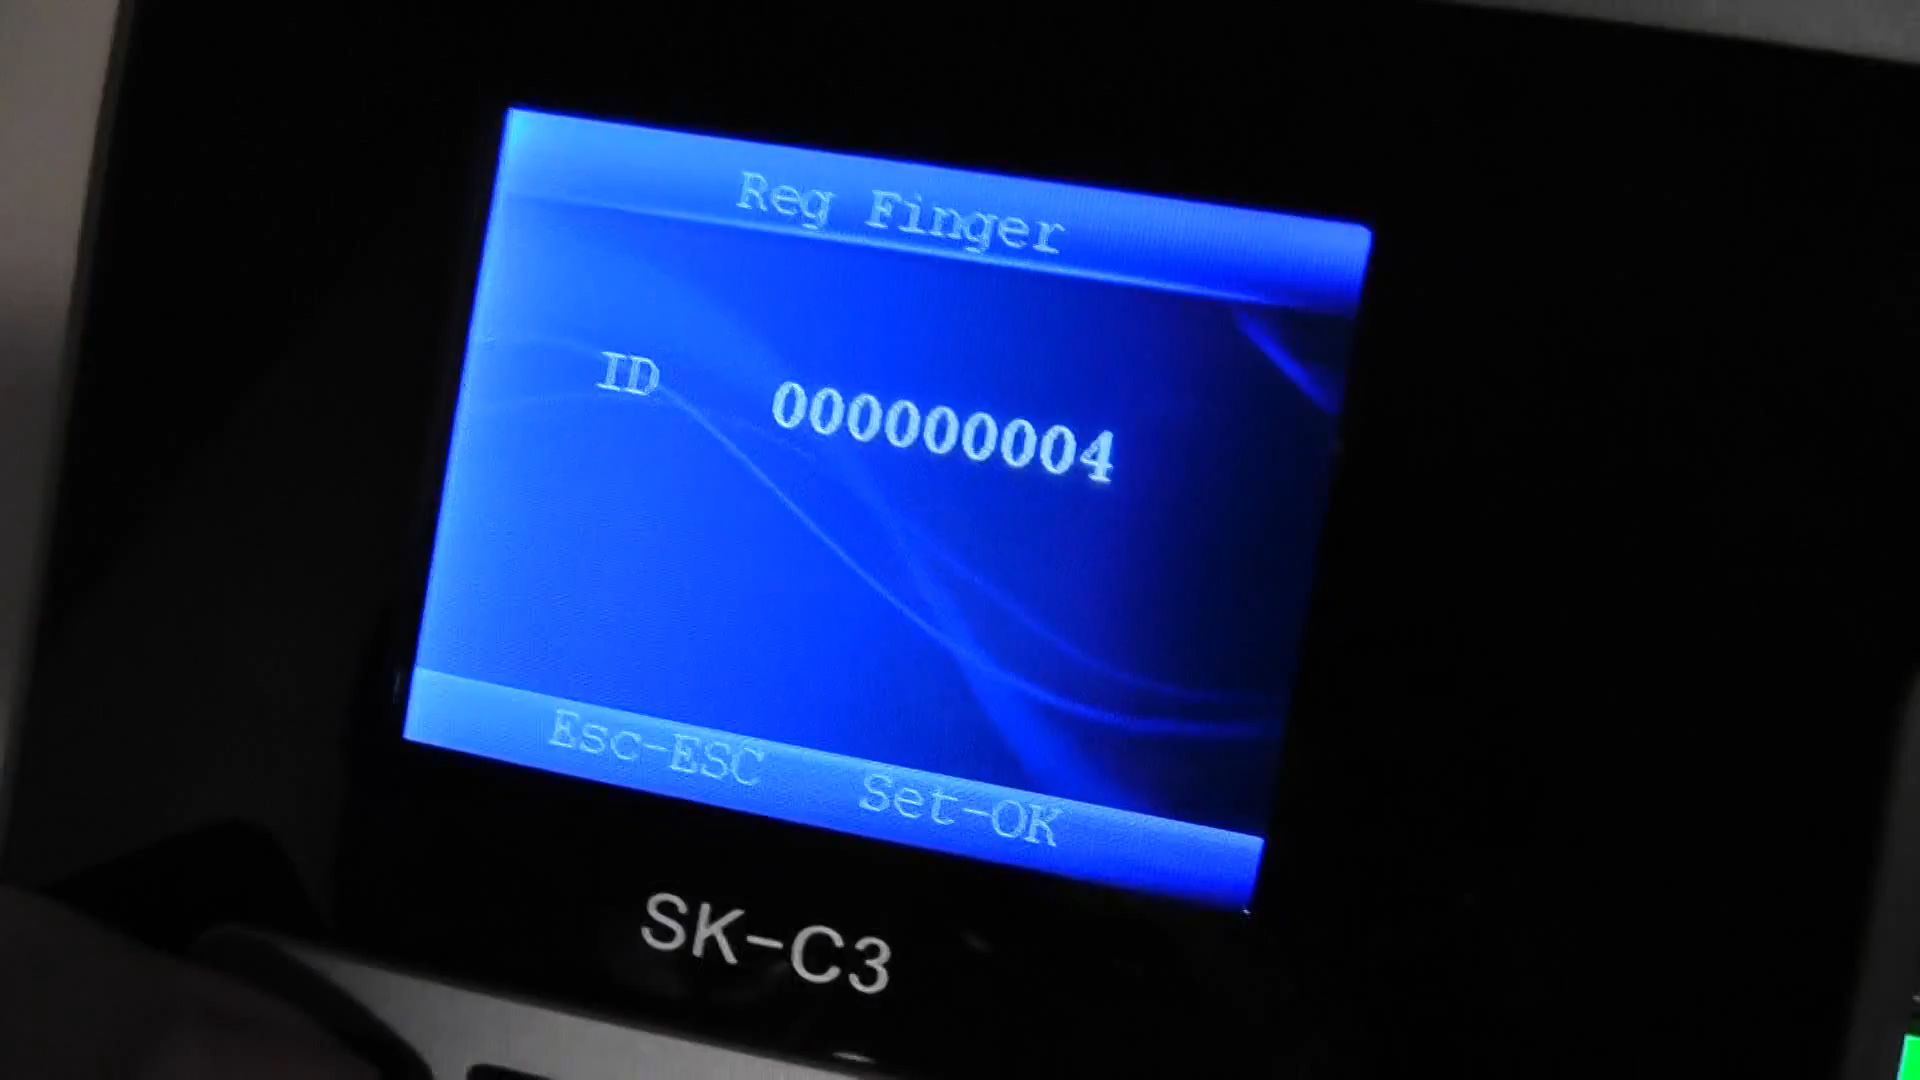 Reg Finger
ID 000000004
Esc-ESC Set-OK
SK-C3